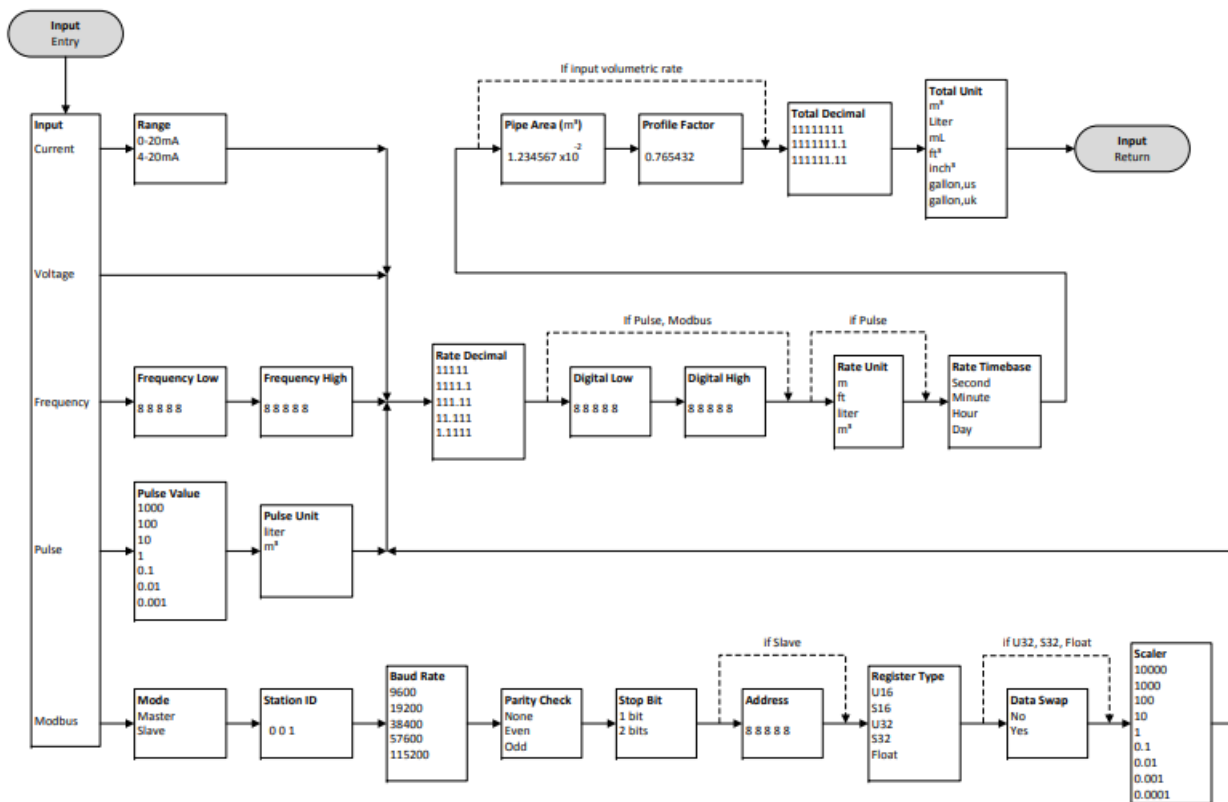 Input
Entry
If input volumetric rate
Input
Current
Voltage
Frequency
Pulse
Modbus
Range
0-20mA
4-20mA
Pipe Area (m³)
1.234567 x10⁻²
Profile Factor
0.765432
Total Decimal
11111111
1111111.1
111111.11
Total Unit
m³
Liter
mL
ft³
inch³
gallon,us
gallon,uk
Input
Return
Frequency Low
8 8 8 8 8
Frequency High
8 8 8 8 8
Rate Decimal
11111
1111.1
111.11
11.111
1.1111
If Pulse, Modbus
Digital Low
8 8 8 8 8
Digital High
8 8 8 8 8
if Pulse
Rate Unit
m
ft
liter
m³
Rate Timebase
Second
Minute
Hour
Day
Pulse Value
1000
100
10
1
0.1
0.01
0.001
Pulse Unit
liter
m³
Mode
Master
Slave
Station ID
0 0 1
Baud Rate
9600
19200
38400
57600
115200
Parity Check
None
Even
Odd
Stop Bit
1 bit
2 bits
if Slave
Address
8 8 8 8 8
Register Type
U16
S16
U32
S32
Float
if U32, S32, Float
Data Swap
No
Yes
Scaler
10000
1000
100
10
1
0.1
0.01
0.001
0.0001